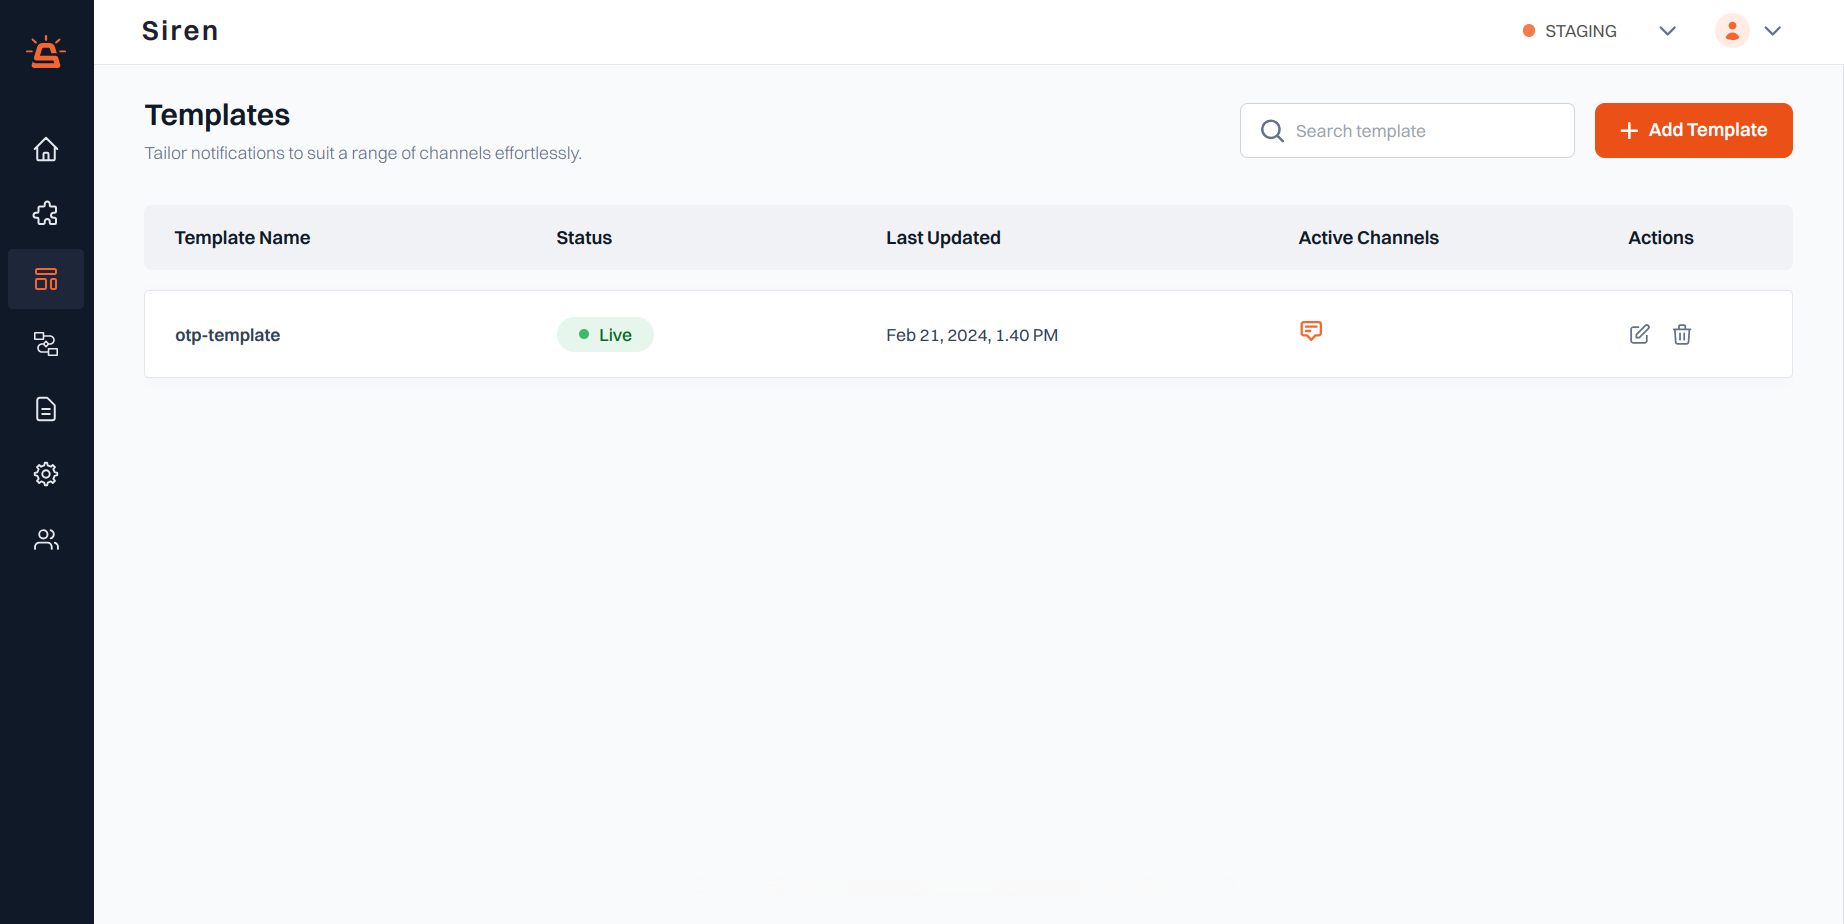 Siren
STAGING
Templates
Tailor notifications to suit a range of channels effortlessly.
Search template
Add Template
Template Name Status Last Updated Active Channels Actions
otp-template Live Feb 21, 2024, 1.40 PM